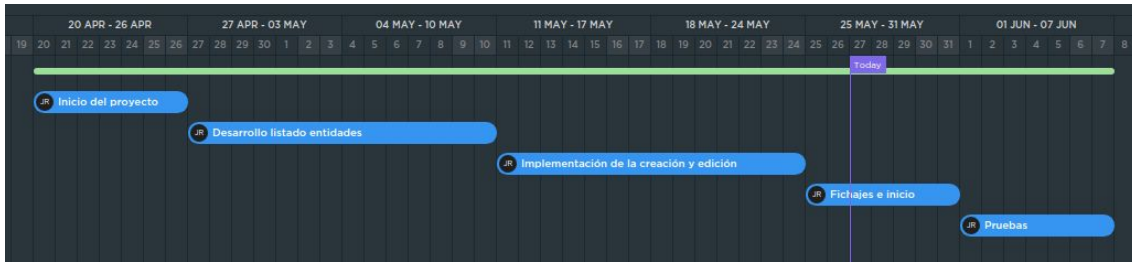 20 APR - 26 APR 27 APR - 03 MAY 04 MAY - 10 MAY 11 MAY - 17 MAY 18 MAY - 24 MAY 25 MAY - 31 MAY 01 JUN - 07 JUN
19 20 21 22 23 24 25 26 27 28 29 30 1 2 3 4 5 6 7 8 9 10 11 12 13 14 15 16 17 18 19 20 21 22 23 24 25 26 27 28 29 30 31 1 2 3 4 5 6 7 8
Today
JR Inicio del proyecto
JR Desarrollo listado entidades
JR Implementación de la creación y edición
JR Fichajes e inicio
JR Pruebas